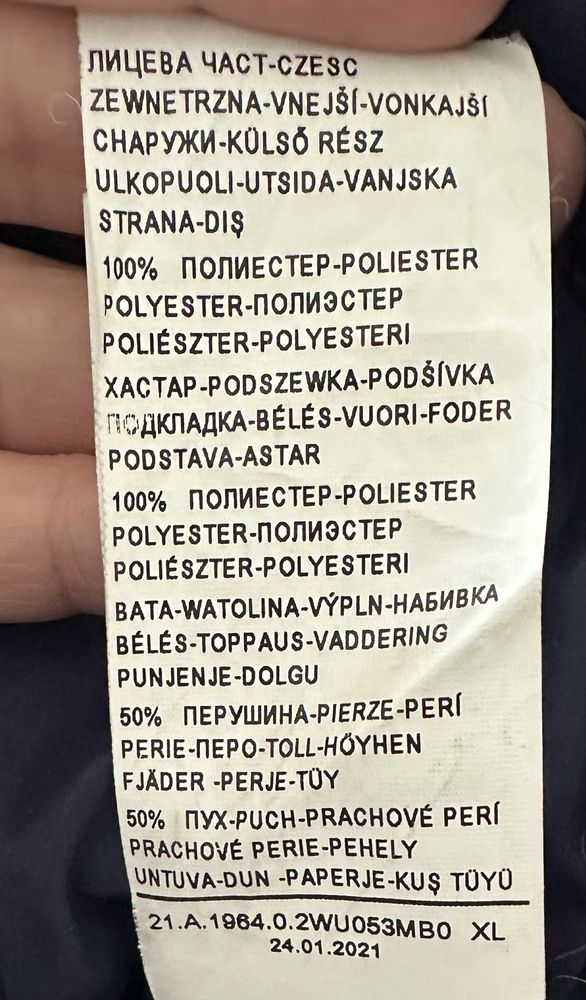 ЛИЦЕВА ЧАСТ-CZESC
ZEWNETRZNA-VNEJŠÍ-VONKAJŠÍ
СНАРУЖИ-KÜLSŐ RÉSZ
ULKOPUOLI-UTSIDA-VANJSKA
STRANA-DIŞ
100% ПОЛИЕСТЕР-POLIESTER
POLYESTER-ПОЛИЭСТЕР
POLIÉSZTER-POLYESTERI
ХАСТАР-PODSZEWKA-PODŠÍVKA
ПОДКЛАДКА-BÉLÉS-VUORI-FODER
PODSTAVA-ASTAR
100% ПОЛИЕСТЕР-POLIESTER
POLYESTER-ПОЛИЭСТЕР
POLIÉSZTER-POLYESTERI
ВАТА-WATOLINA-VÝPLN-НАБИВКА
BÉLÉS-TOPPAUS-VADDERING
PUNJENJE-DOLGU
50% ПЕРУШИНА-PIERZE-PERÍ
PERIE-ПЕРО-TOLL-HÖYHEN
FJÄDER -PERJE-TÜY
50% ПУХ-PUCH-PRACHOVÉ PERÍ
PRACHOVÉ PERIE-PEHELY
UNTUVA-DUN -PAPERJE-KUŞ TÜYÜ
21.A.1964.0.2WU053MB0 XL
24.01.2021